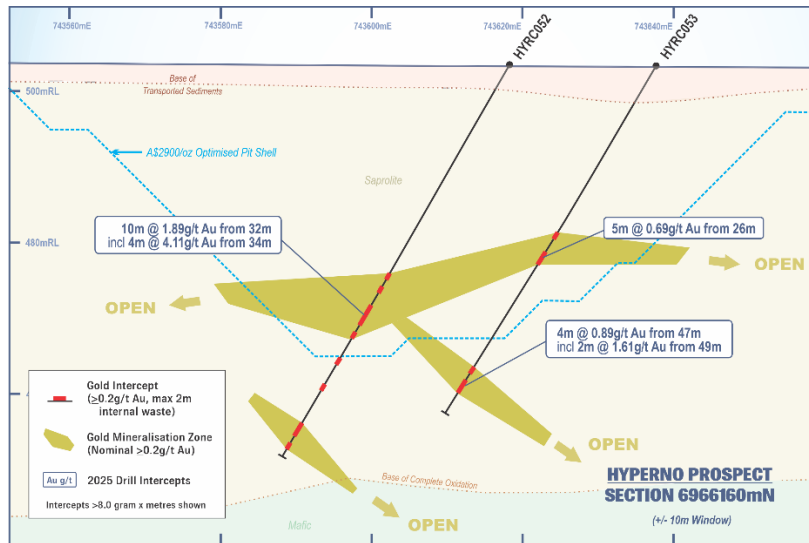 743560mE
743580mE
743600mE
743620mE
743640mE
HYRC052
HYRC053
Base of
Transported Sediments
500mRL
A$2900/oz Optimised Pit Shell
Saprolite
10m @ 1.89g/t Au from 32m
incl 4m @ 4.11g/t Au from 34m
5m @ 0.69g/t Au from 26m
480mRL
OPEN
OPEN
4m @ 0.89g/t Au from 47m
incl 2m @ 1.61g/t Au from 49m
Gold Intercept
(≥0.2g/t Au, max 2m
internal waste)
Gold Mineralisation Zone
(Nominal >0.2g/t Au)
Au g/t
2025 Drill Intercepts
Intercepts >8.0 gram x metres shown
OPEN
HYPERNO PROSPECT
SECTION 6966160mN
(+/- 10m Window)
Base of Complete Oxidation
Mafic
OPEN